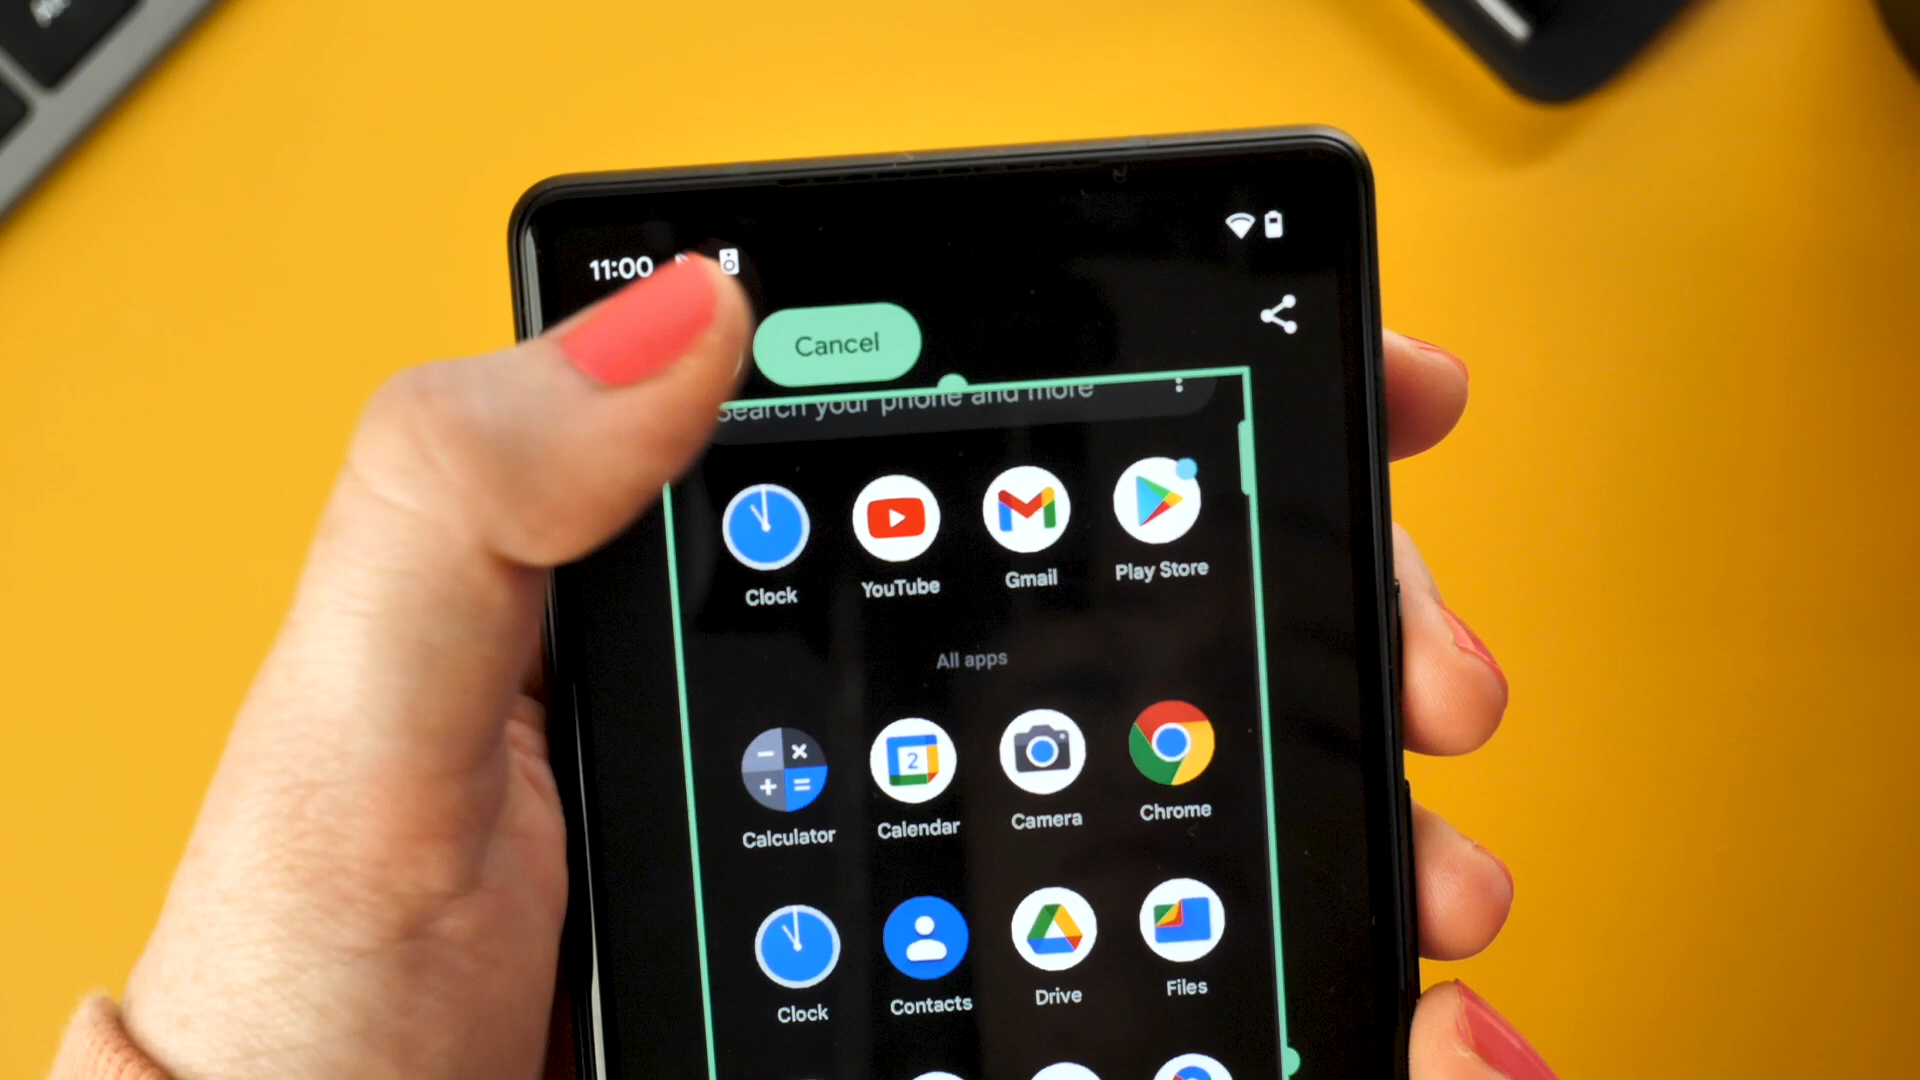 11:00
Cancel
Search your phone and more
Clock YouTube Gmail Play Store
All apps
Calculator Calendar Camera Chrome
2
Clock Contacts Drive Files